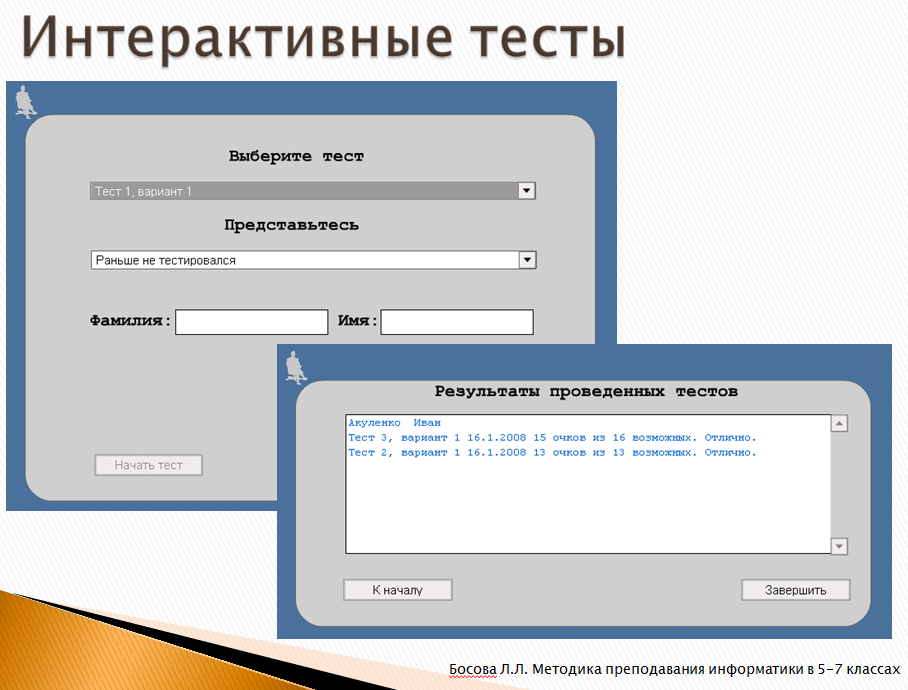 Интерактивные тесты
Выберите тест
Тест 1, вариант 1
Представьтесь
Раньше не тестировался
Фамилия: Имя:
Начать тест
Результаты проведенных тестов
Акуленко Иван
Тест 3, вариант 1 16.1.2008 15 очков из 16 возможных. Отлично.
Тест 2, вариант 1 16.1.2008 13 очков из 13 возможных. Отлично.
К началу Завершить
Босова Л.Л. Методика преподавания информатики в 5-7 классах